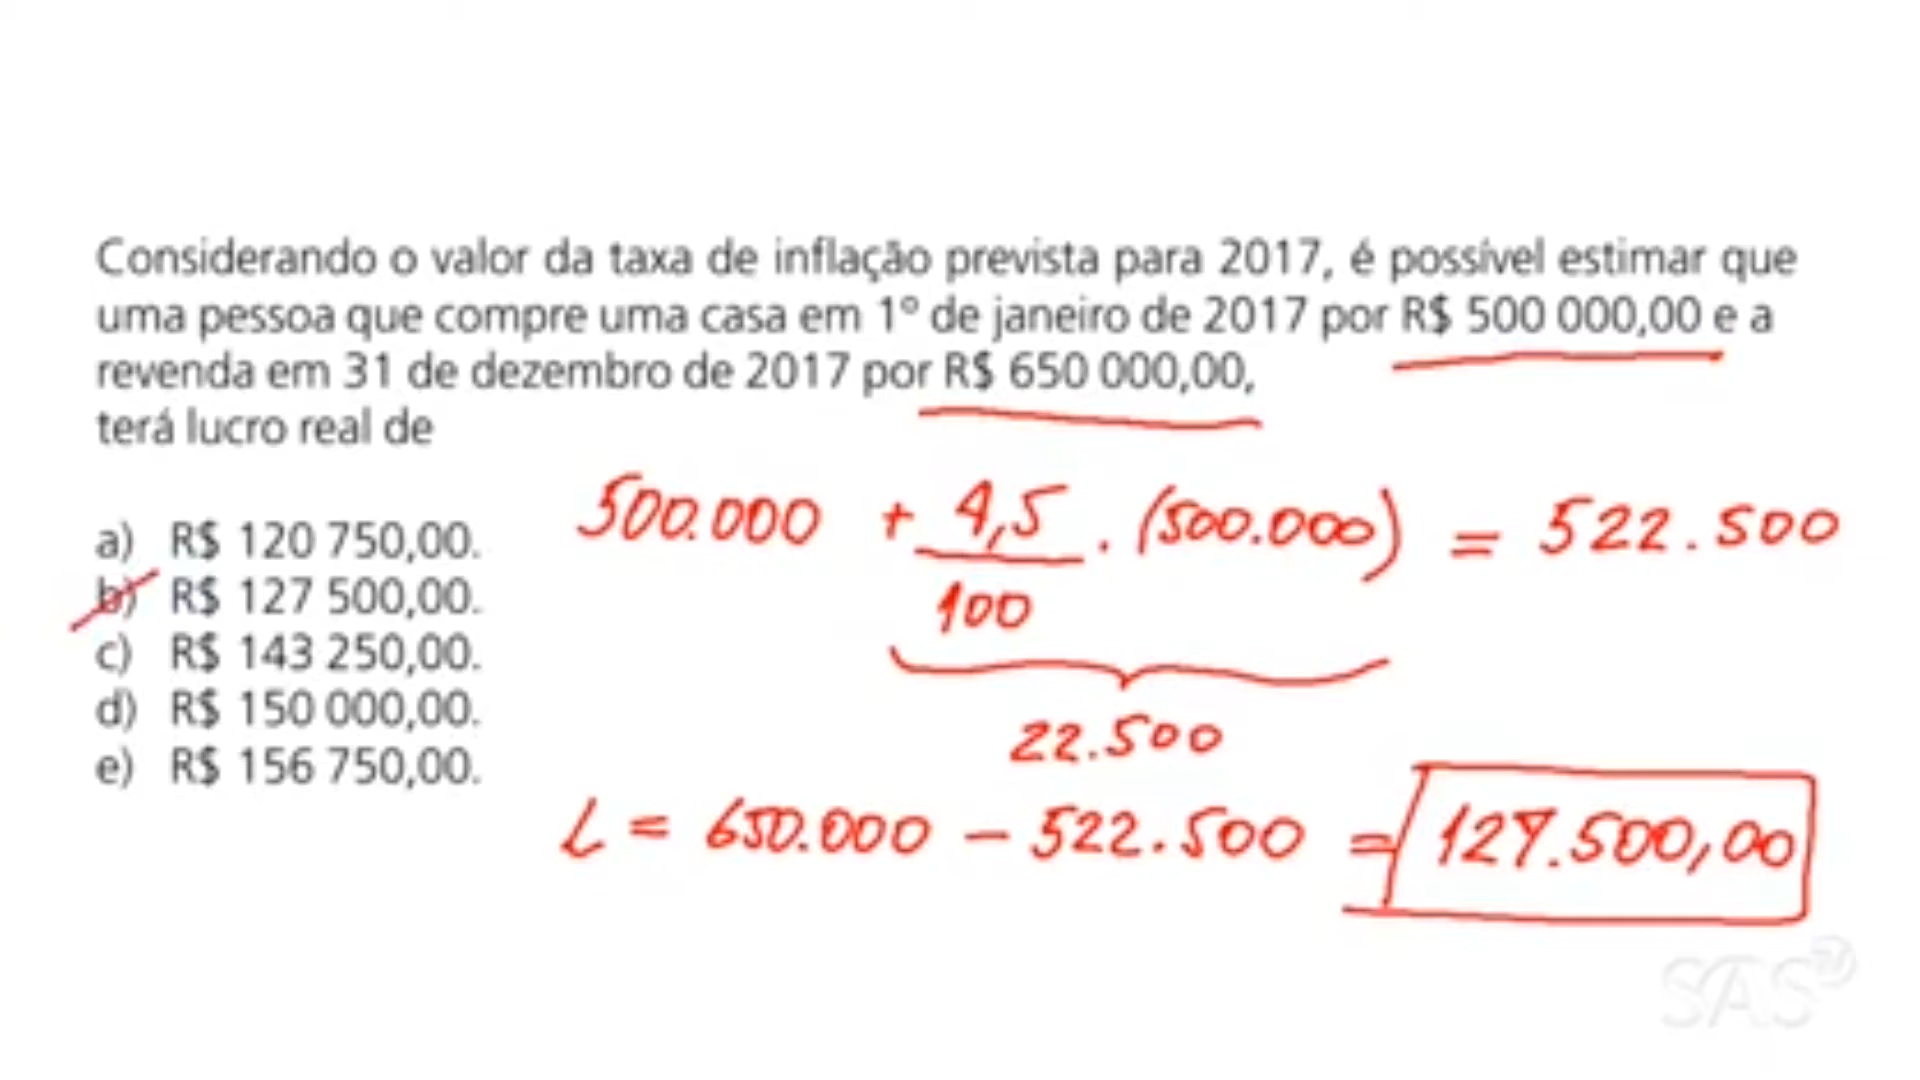 Considerando o valor da taxa de inflação prevista para 2017, é possível estimar que
uma pessoa que compre uma casa em 1º de janeiro de 2017 por R$ 500 000,00 e a
revenda em 31 de dezembro de 2017 por R$ 650 000,00,
terá lucro real de
a) R$ 120 750,00.
b) R$ 127 500,00.
c) R$ 143 250,00.
d) R$ 150 000,00.
e) R$ 156 750,00.
500.000 + 4,5/100 . (500.000) = 522.500
22.500
L = 650.000 - 522.500 = 127.500,00
SAS TV